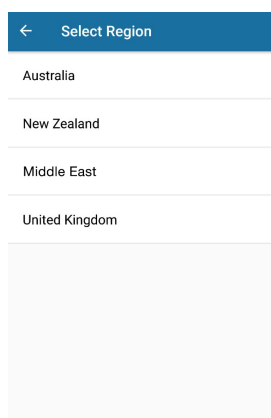 Select Region
Australia
New Zealand
Middle East
United Kingdom